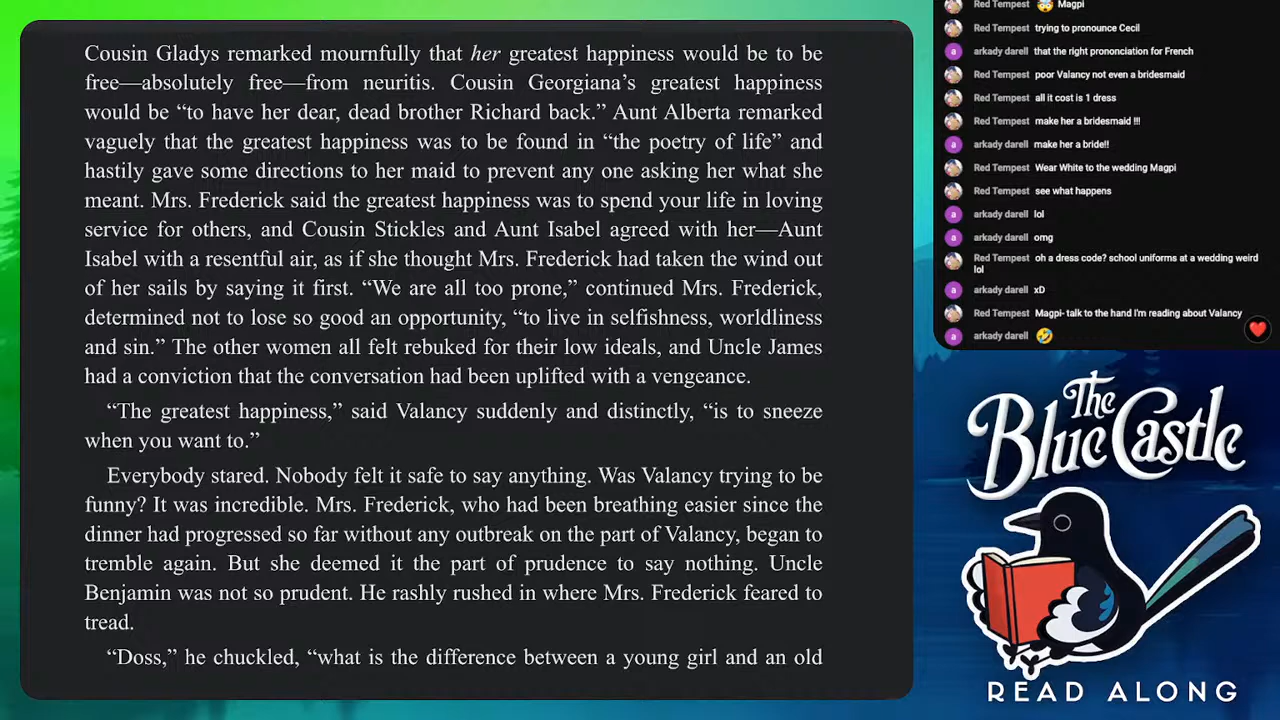 Cousin Gladys remarked mournfully that her greatest happiness would be to be
free—absolutely free—from neuritis. Cousin Georgiana’s greatest happiness
would be “to have her dear, dead brother Richard back.” Aunt Alberta remarked
vaguely that the greatest happiness was to be found in “the poetry of life” and
hastily gave some directions to her maid to prevent any one asking her what she
meant. Mrs. Frederick said the greatest happiness was to spend your life in loving
service for others, and Cousin Stickles and Aunt Isabel agreed with her—Aunt
Isabel with a resentful air, as if she thought Mrs. Frederick had taken the wind out
of her sails by saying it first. “We are all too prone,” continued Mrs. Frederick,
determined not to lose so good an opportunity, “to live in selfishness, worldliness
and sin.” The other women all felt rebuked for their low ideals, and Uncle James
had a conviction that the conversation had been uplifted with a vengeance.
“The greatest happiness,” said Valancy suddenly and distinctly, “is to sneeze
when you want to.”
Everybody stared. Nobody felt it safe to say anything. Was Valancy trying to be
funny? It was incredible. Mrs. Frederick, who had been breathing easier since the
dinner had progressed so far without any outbreak on the part of Valancy, began to
tremble again. But she deemed it the part of prudence to say nothing. Uncle
Benjamin was not so prudent. He rashly rushed in where Mrs. Frederick feared to
tread.
“Doss,” he chuckled, “what is the difference between a young girl and an old
Red Tempest Magpi
Red Tempest trying to pronounce Cecil
a arkady darell that the right prononciation for French
Red Tempest poor Valancy not even a bridesmaid
Red Tempest all it cost is 1 dress
Red Tempest make her a bridesmaid !!!
a arkady darell make her a bride!!
Red Tempest Wear White to the wedding Magpi
Red Tempest see what happens
a arkady darell lol
a arkady darell omg
Red Tempest oh a dress code? school uniforms at a wedding weird
lol
a arkady darell xD
Red Tempest Magpi- talk to the hand I'm reading about Valancy
a arkady darell
The
Blue Castle
READ ALONG